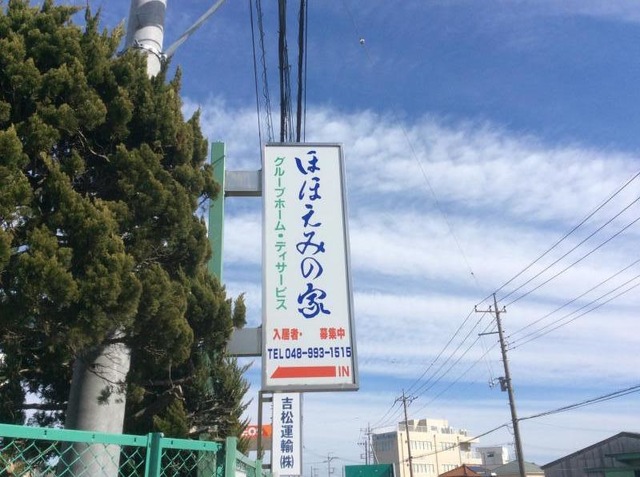 ほほえみの家
グループホーム・ディサービス
入居者・ 募集中
TEL048-993-1515
IN
吉松運輸㈱